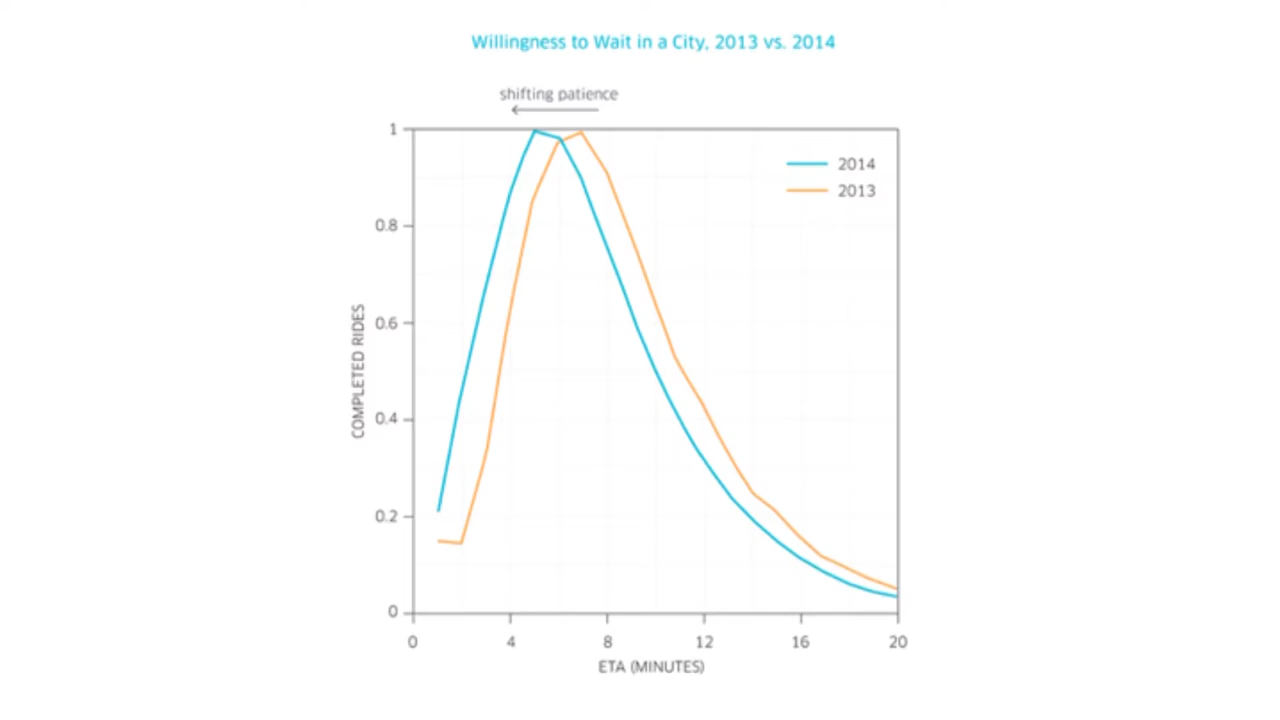 Willingness to Wait in a City, 2013 vs. 2014
shifting patience
1
0.8
0.6
0.4
0.2
0
COMPLETED RIDES
2014
2013
0 4 8 12 16 20
ETA (MINUTES)